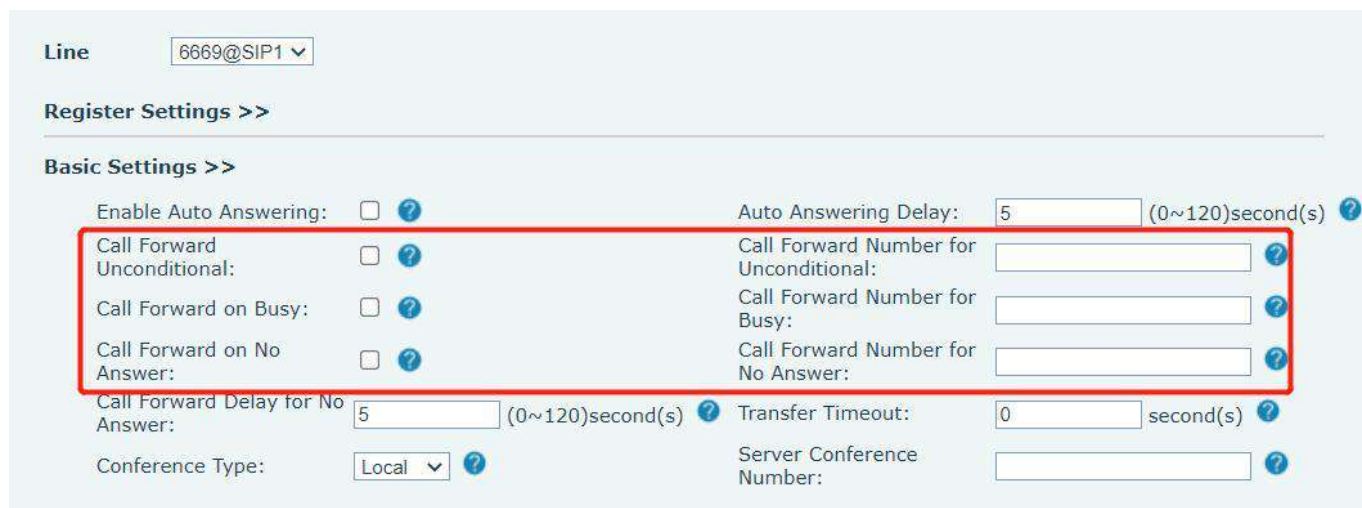 Line 6669@SIP1
Register Settings >>
Basic Settings >>
Enable Auto Answering: ? Auto Answering Delay: 5 (0~120)second(s) ?
Call Forward
Unconditional: ? Call Forward Number for
Unconditional: ?
Call Forward on Busy: ? Call Forward Number for
Busy: ?
Call Forward on No
Answer: ? Call Forward Number for
No Answer: ?
Call Forward Delay for No
Answer: 5 (0~120)second(s) ? Transfer Timeout: 0 second(s) ?
Conference Type: Local ? Server Conference
Number: ?